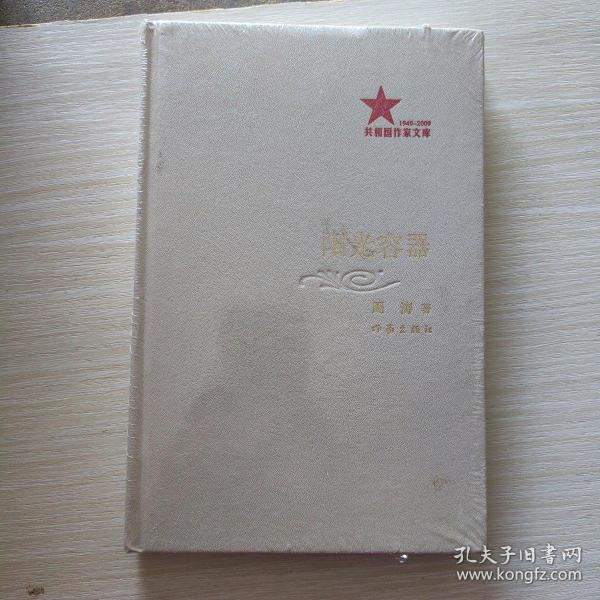 1949-2009
共和国作家文库
阳光容器
周 涛 著
作家出版社
孔夫子旧书网
www.kongfz.com